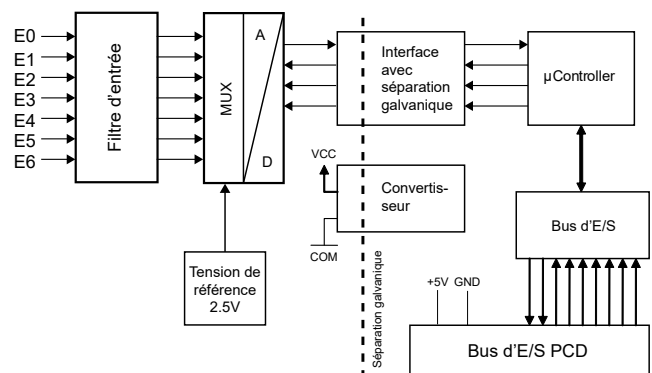 E0
E1
E2
E3
E4
E5
E6
Filtre d'entrée
MUX
A
D
Interface
avec
séparation
galvanique
µController
VCC
COM
Convertis-
seur
Tension de
référence
2.5V
Séparation galvanique
Bus d'E/S
+5V GND
Bus d'E/S PCD